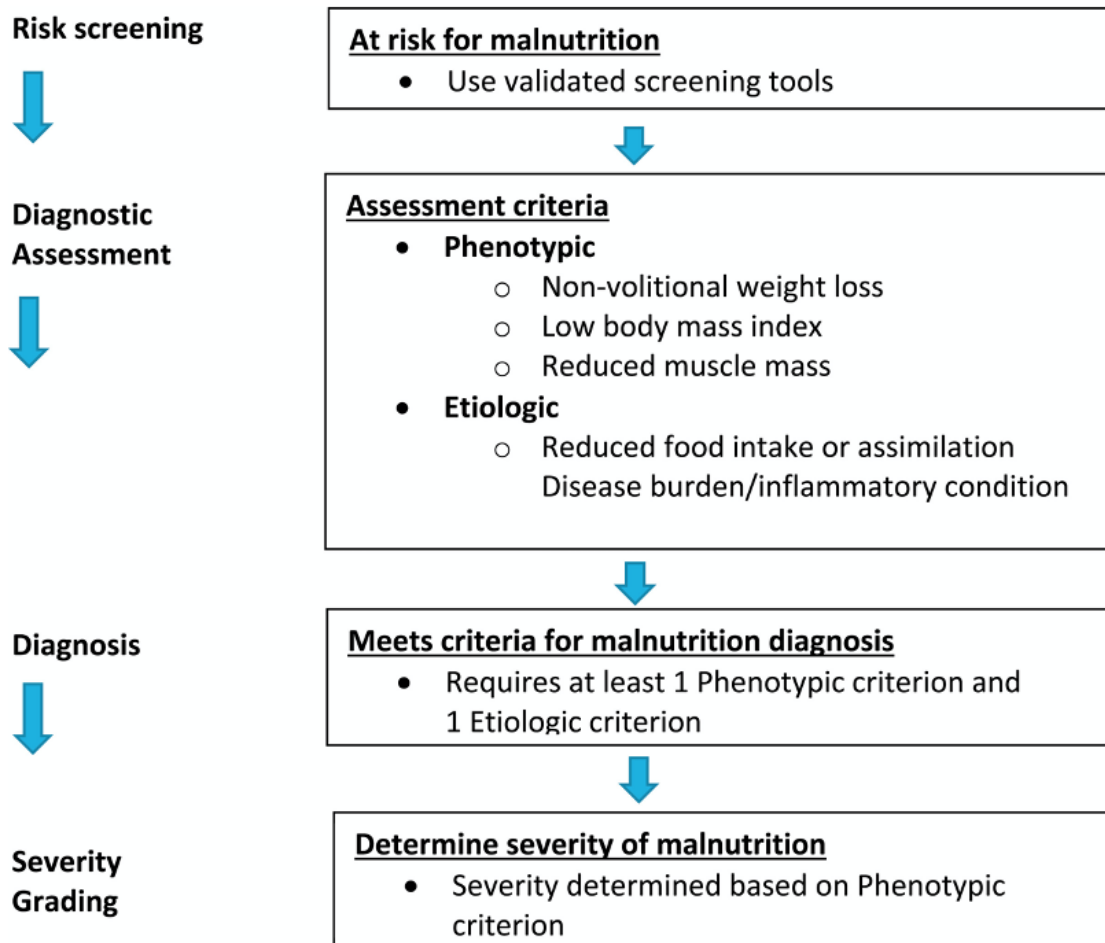 Risk screening
At risk for malnutrition
• Use validated screening tools
Diagnostic
Assessment
Assessment criteria
• Phenotypic
o Non-volitional weight loss
o Low body mass index
o Reduced muscle mass
• Etiologic
o Reduced food intake or assimilation
Disease burden/inflammatory condition
Diagnosis
Meets criteria for malnutrition diagnosis
• Requires at least 1 Phenotypic criterion and
1 Etiologic criterion
Severity
Grading
Determine severity of malnutrition
• Severity determined based on Phenotypic
criterion